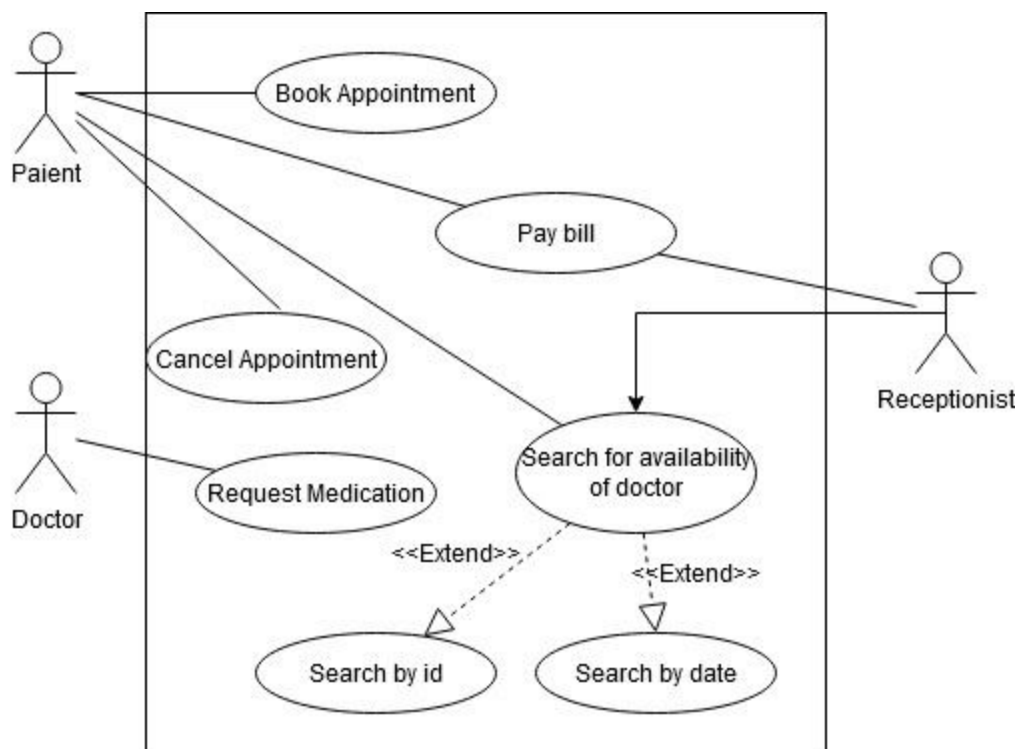 Book Appointment
Paient
Pay bill
Cancel Appointment
Receptionist
Search for availability
of doctor
Request Medication
Doctor
<<Extend>>
<<Extend>>
Search by id
Search by date